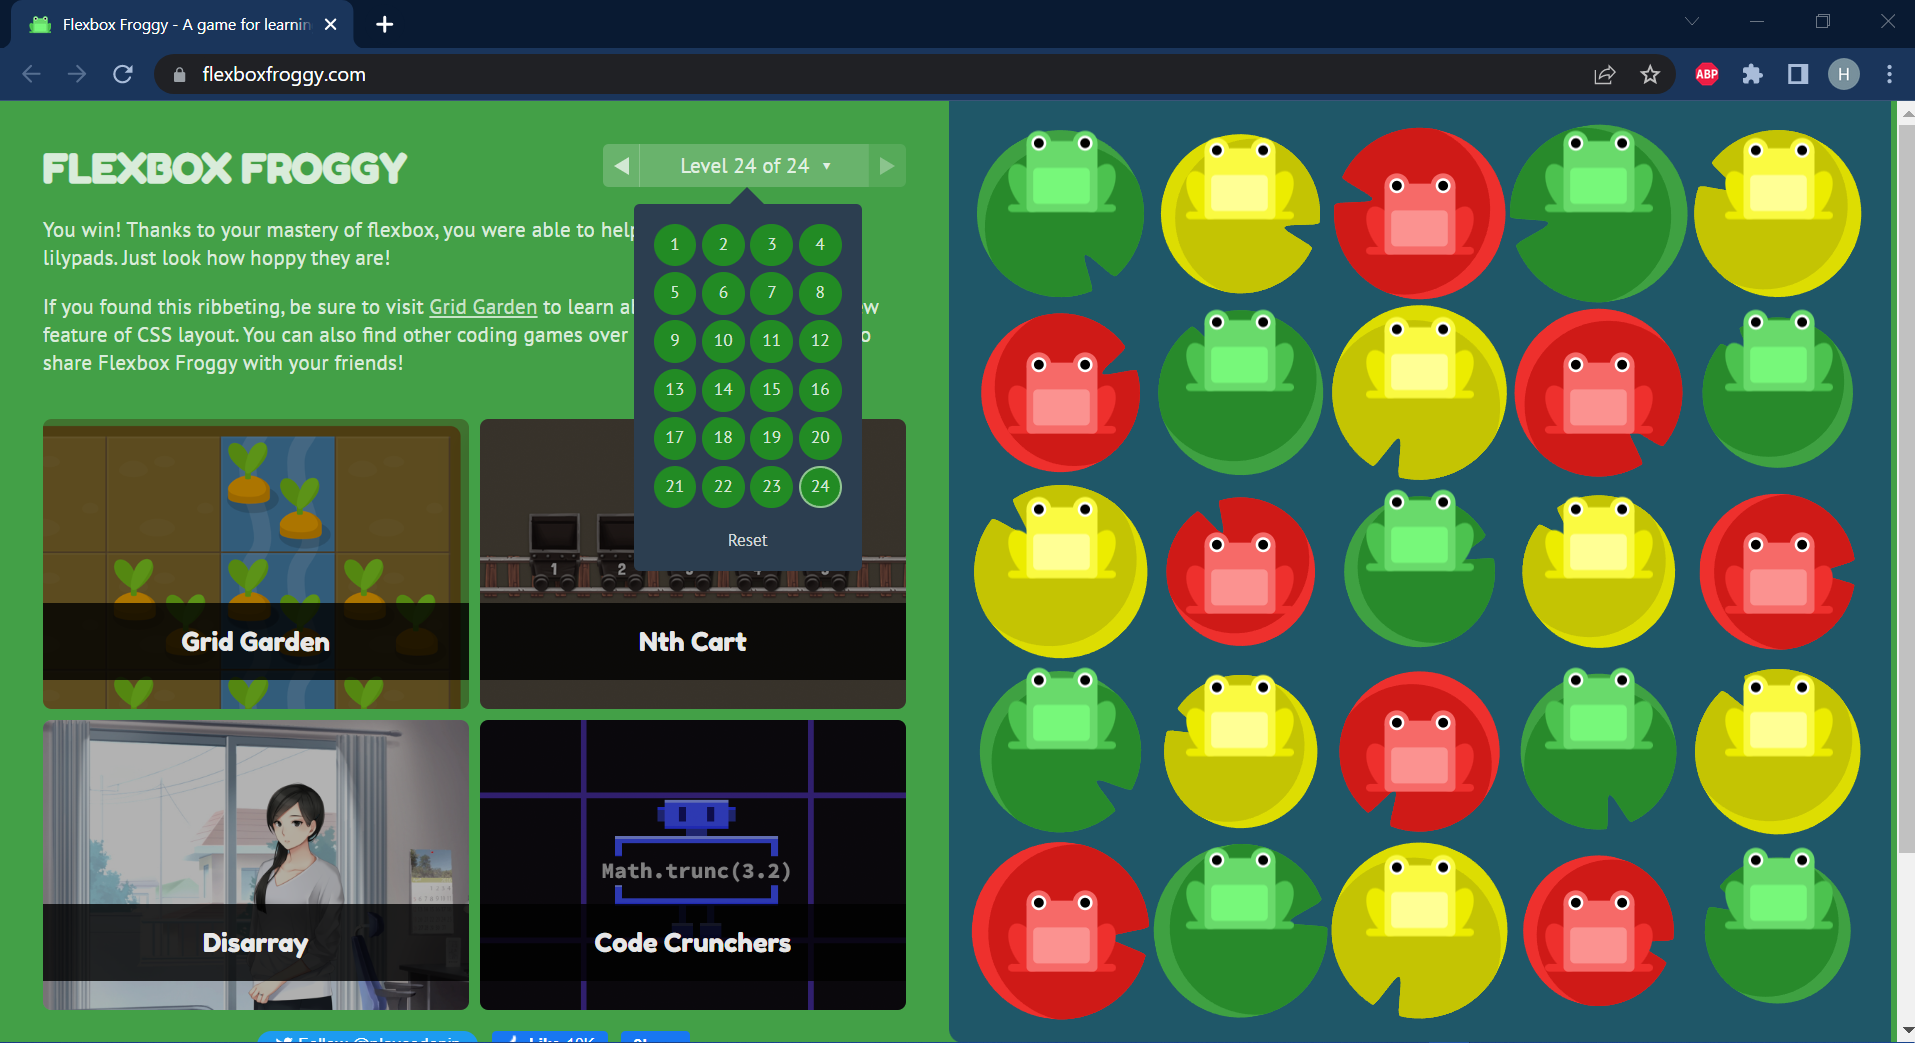 Flexbox Froggy - A game for learnin
flexboxfroggy.com
ABP
H
FLEXBOX FROGGY
Level 24 of 24
You win! Thanks to your mastery of flexbox, you were able to help
lilypads. Just look how hoppy they are!
If you found this ribbeting, be sure to visit Grid Garden to learn
feature of CSS layout. You can also find other coding games over
share Flexbox Froggy with your friends!
1 2 3 4
5 6 7 8
9 10 11 12
13 14 15 16
17 18 19 20
21 22 23 24
Reset
1 2
Grid Garden
Nth Cart
Math.trunc(3.2)
Disarray
Code Crunchers